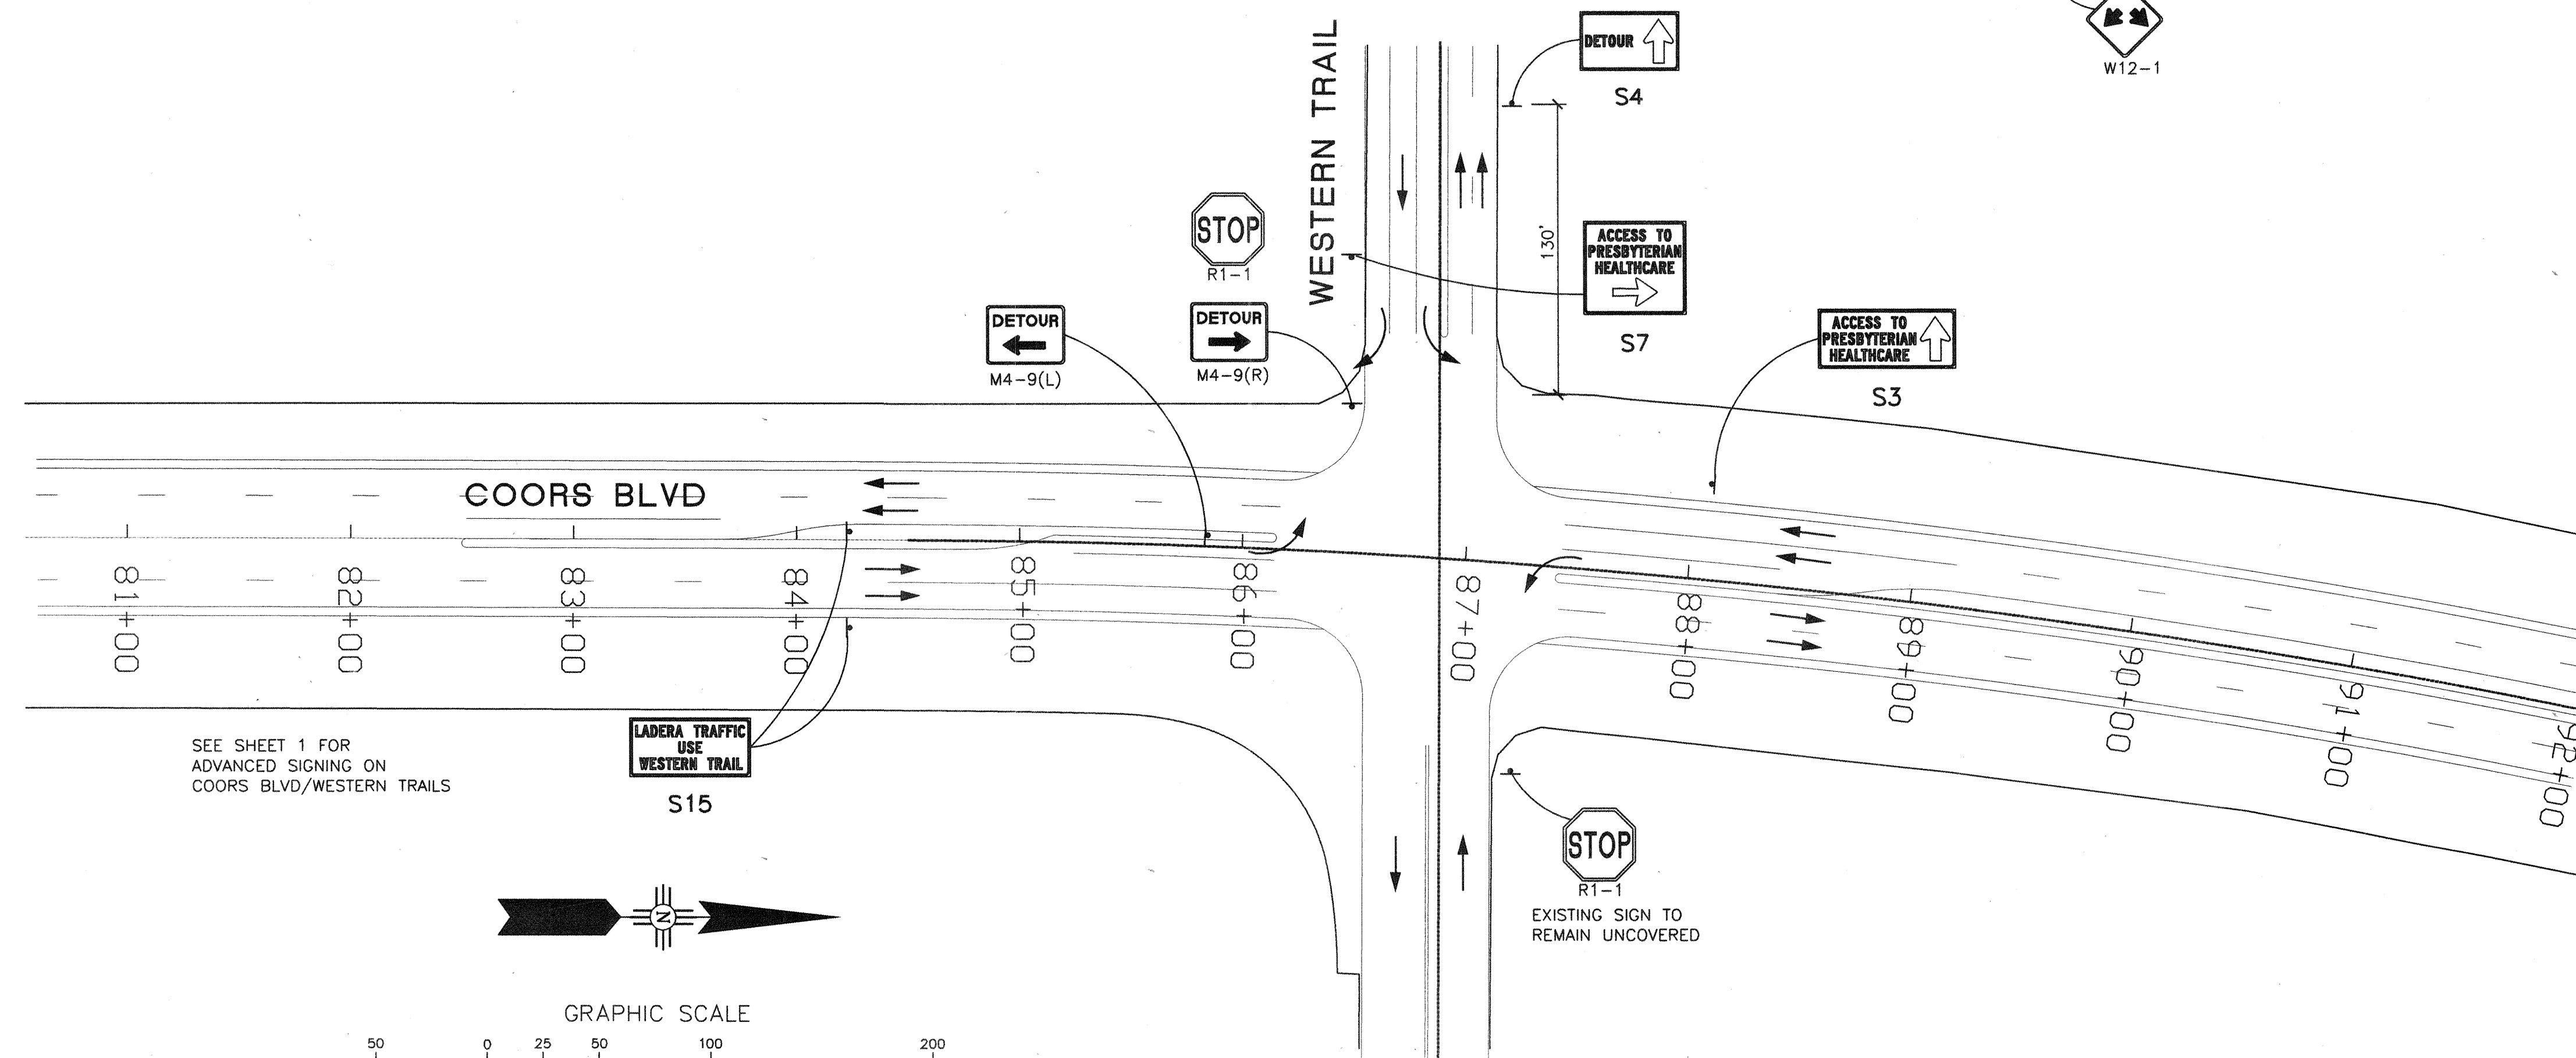 WESTERN TRAIL
DETOUR
S4
W12-1
STOP
R1-1
130'
ACCESS TO
PRESBYTERIAN
HEALTHCARE
S7
DETOUR
M4-9(L)
DETOUR
M4-9(R)
ACCESS TO
PRESBYTERIAN
HEALTHCARE
S3
COORS BLVD
81+00
82+00
83+00
84+00
85+00
86+00
87+00
88+00
89+00
90+00
91+00
92+00
SEE SHEET 1 FOR
ADVANCED SIGNING ON
COORS BLVD/WESTERN TRAILS
LADERA TRAFFIC
USE
WESTERN TRAIL
S15
STOP
R1-1
EXISTING SIGN TO
REMAIN UNCOVERED
N
GRAPHIC SCALE
50 0 25 50 100 200